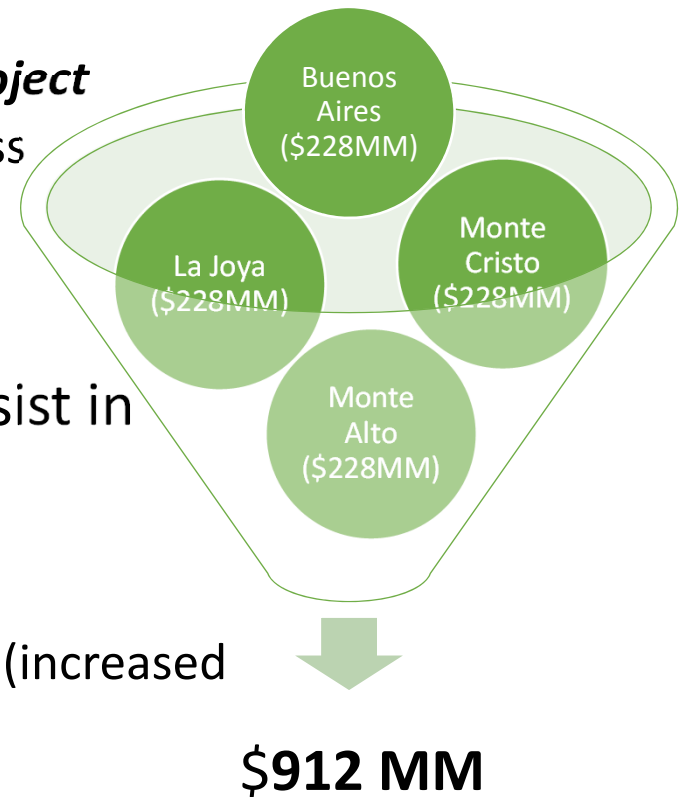 oject
ss
sist in
(increased
Buenos
Aires
($228MM)
La Joya
($228MM)
Monte
Cristo
($228MM)
Monte
Alto
($228MM)
$912 MM